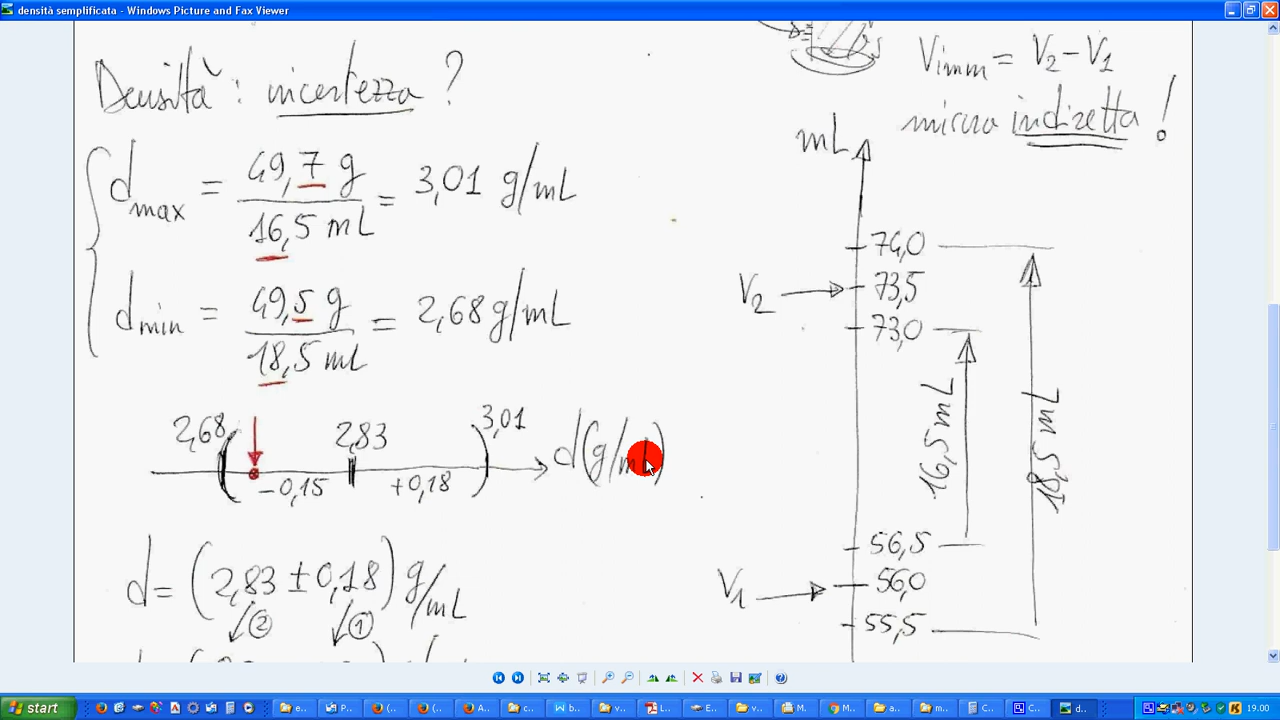 densità semplificata - Windows Picture and Fax Viewer
Densità : incertezza ?
d max = 49,7 g / 16,5 mL = 3,01 g/mL
d min = 49,5 g / 18,5 mL = 2,68 g/mL
2,68 2,83 3,01 d(g/mL)
-0,15 +0,18
d = (2,83 ± 0,18) g/mL
② ①
Vimm = V2 - V1
misura indiretta !
mL
74,0
V2 73,5
73,0
16,5 mL
18,5 mL
56,5
V1 56,0
55,5
start
e...
P...
(...
(...
A...
c...
b...
v...
L...
E...
v...
M...
M...
a...
m...
C...
C...
d...
19.00